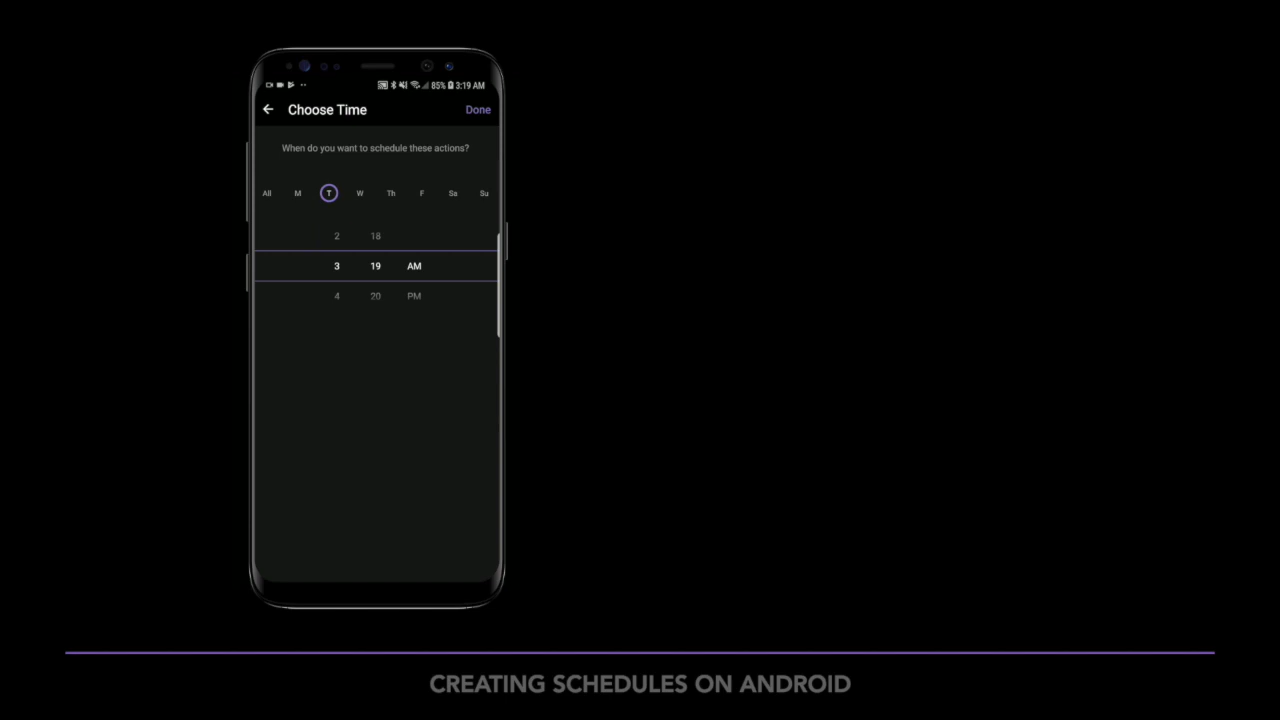 85% 3:19 AM
Choose Time Done
When do you want to schedule these actions?
All M T W Th F Sa Su
2 18
3 19 AM
4 20 PM
CREATING SCHEDULES ON ANDROID